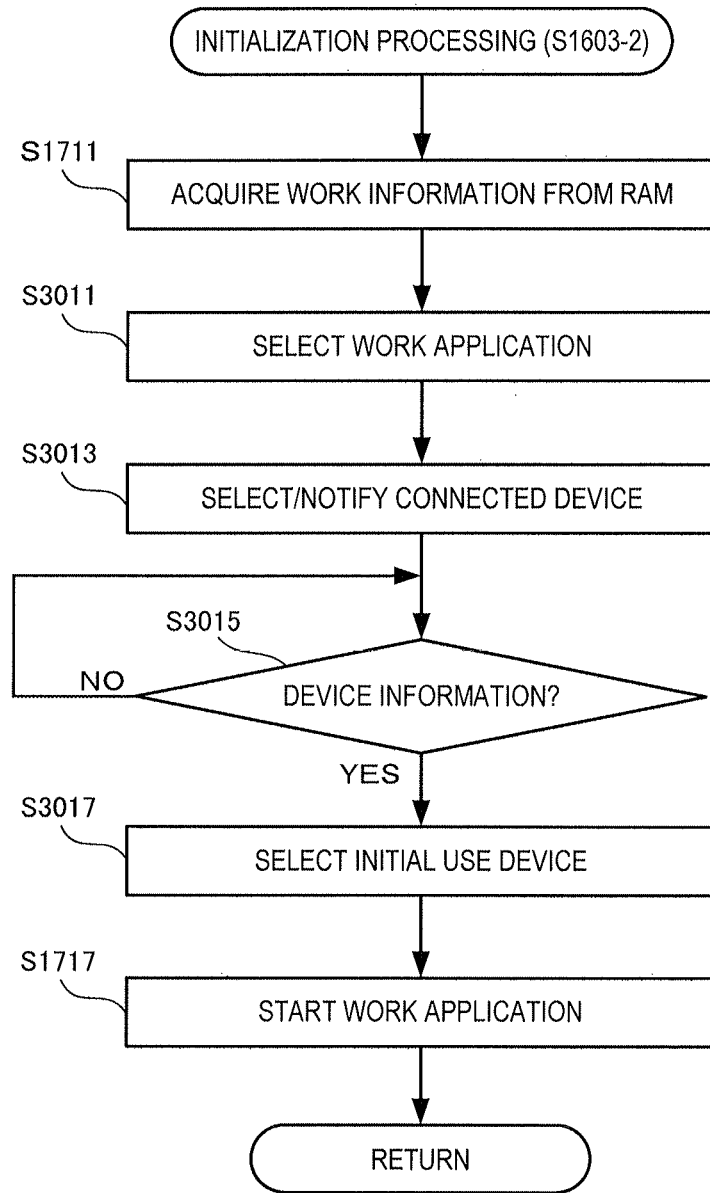 INITIALIZATION PROCESSING (S1603-2)
S1711
ACQUIRE WORK INFORMATION FROM RAM
S3011
SELECT WORK APPLICATION
S3013
SELECT/NOTIFY CONNECTED DEVICE
S3015
NO
DEVICE INFORMATION?
YES
S3017
SELECT INITIAL USE DEVICE
S1717
START WORK APPLICATION
RETURN